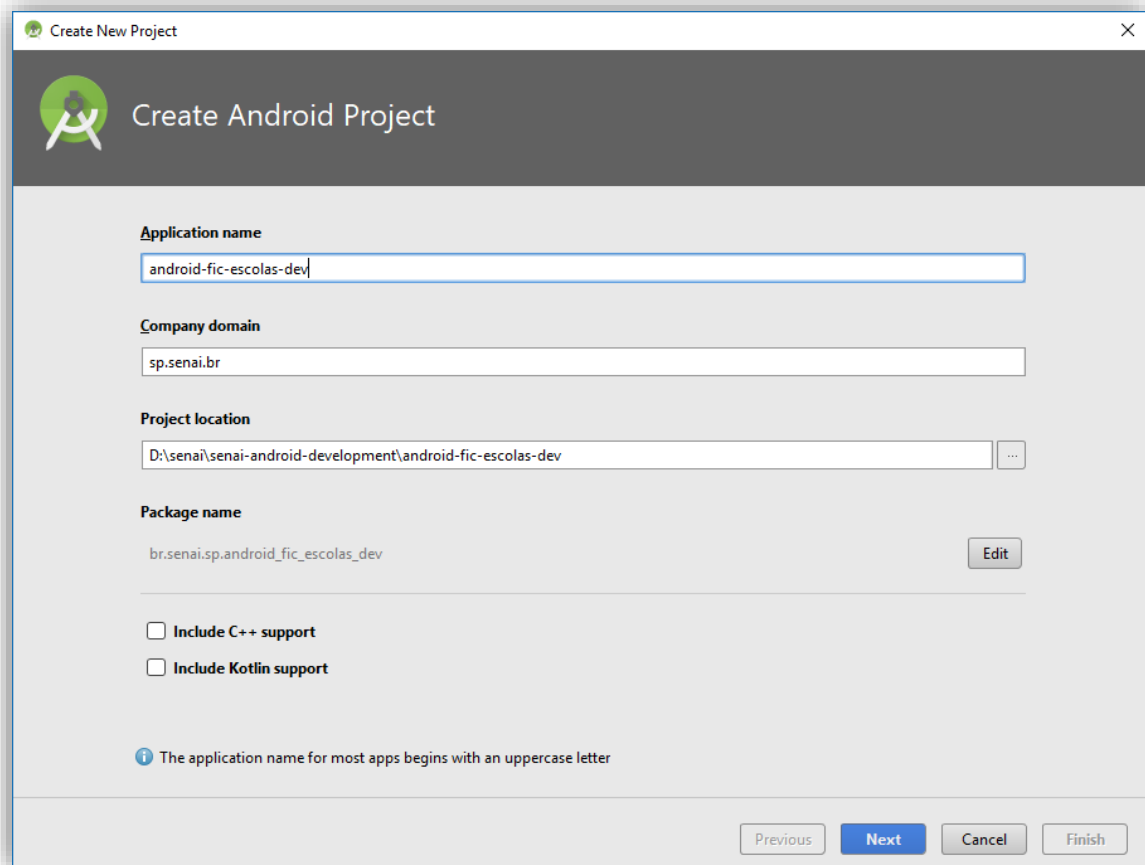 Create New Project
Create Android Project
Application name
android-fic-escolas-dev
Company domain
sp.senai.br
Project location
D:\senai\senai-android-development\android-fic-escolas-dev
...
Package name
br.senai.sp.android_fic_escolas_dev
Edit
Include C++ support
Include Kotlin support
The application name for most apps begins with an uppercase letter
Previous
Next
Cancel
Finish